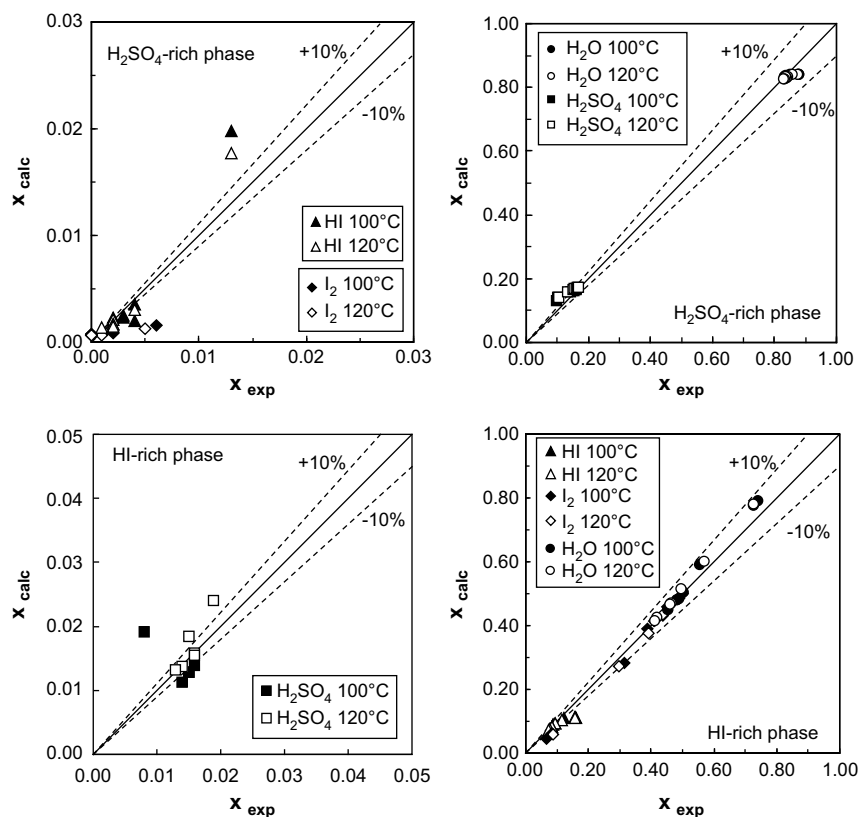 0.03
0.02
0.01
0.00
0.00
0.01
0.02
0.03
x calc
x exp
H2SO4-rich phase
+10%
-10%
HI 100°C
HI 120°C
I2 100°C
I2 120°C
1.00
0.80
0.60
0.40
0.20
0.00
0.00
0.20
0.40
0.60
0.80
1.00
x calc
x exp
H2O 100°C
H2O 120°C
H2SO4 100°C
H2SO4 120°C
+10%
-10%
H2SO4-rich phase
0.05
0.04
0.03
0.02
0.01
0.00
0.00
0.01
0.02
0.03
0.04
0.05
x calc
x exp
HI-rich phase
+10%
-10%
H2SO4 100°C
H2SO4 120°C
1.00
0.80
0.60
0.40
0.20
0.00
0.00
0.20
0.40
0.60
0.80
1.00
x calc
x exp
HI 100°C
HI 120°C
I2 100°C
I2 120°C
H2O 100°C
H2O 120°C
+10%
-10%
HI-rich phase